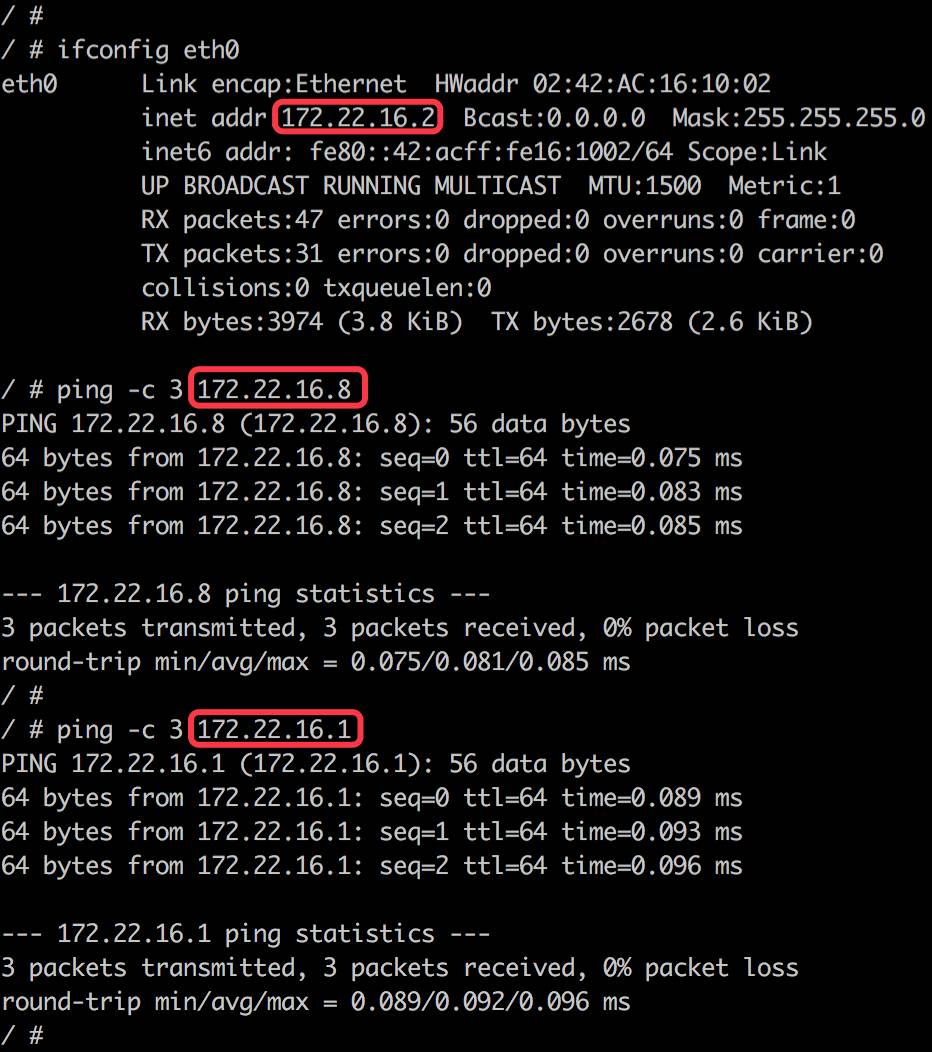 / #
/ # ifconfig eth0
eth0      Link encap:Ethernet  HWaddr 02:42:AC:16:10:02
          inet addr 172.22.16.2  Bcast:0.0.0.0  Mask:255.255.255.0
          inet6 addr: fe80::42:acff:fe16:1002/64 Scope:Link
          UP BROADCAST RUNNING MULTICAST  MTU:1500  Metric:1
          RX packets:47 errors:0 dropped:0 overruns:0 frame:0
          TX packets:31 errors:0 dropped:0 overruns:0 carrier:0
          collisions:0 txqueuelen:0
          RX bytes:3974 (3.8 KiB)  TX bytes:2678 (2.6 KiB)

/ # ping -c 3 172.22.16.8
PING 172.22.16.8 (172.22.16.8): 56 data bytes
64 bytes from 172.22.16.8: seq=0 ttl=64 time=0.075 ms
64 bytes from 172.22.16.8: seq=1 ttl=64 time=0.083 ms
64 bytes from 172.22.16.8: seq=2 ttl=64 time=0.085 ms

--- 172.22.16.8 ping statistics ---
3 packets transmitted, 3 packets received, 0% packet loss
round-trip min/avg/max = 0.075/0.081/0.085 ms
/ #
/ # ping -c 3 172.22.16.1
PING 172.22.16.1 (172.22.16.1): 56 data bytes
64 bytes from 172.22.16.1: seq=0 ttl=64 time=0.089 ms
64 bytes from 172.22.16.1: seq=1 ttl=64 time=0.093 ms
64 bytes from 172.22.16.1: seq=2 ttl=64 time=0.096 ms

--- 172.22.16.1 ping statistics ---
3 packets transmitted, 3 packets received, 0% packet loss
round-trip min/avg/max = 0.089/0.092/0.096 ms
/ #